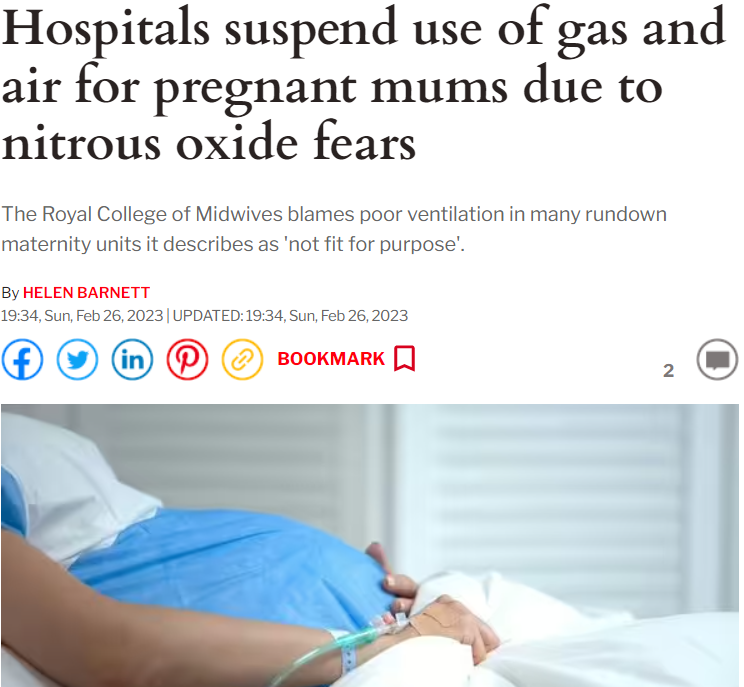 Hospitals suspend use of gas and
air for pregnant mums due to
nitrous oxide fears
The Royal College of Midwives blames poor ventilation in many rundown
maternity units it describes as 'not fit for purpose'.
By HELEN BARNETT
19:34, Sun, Feb 26, 2023 | UPDATED: 19:34, Sun, Feb 26, 2023
BOOKMARK
2